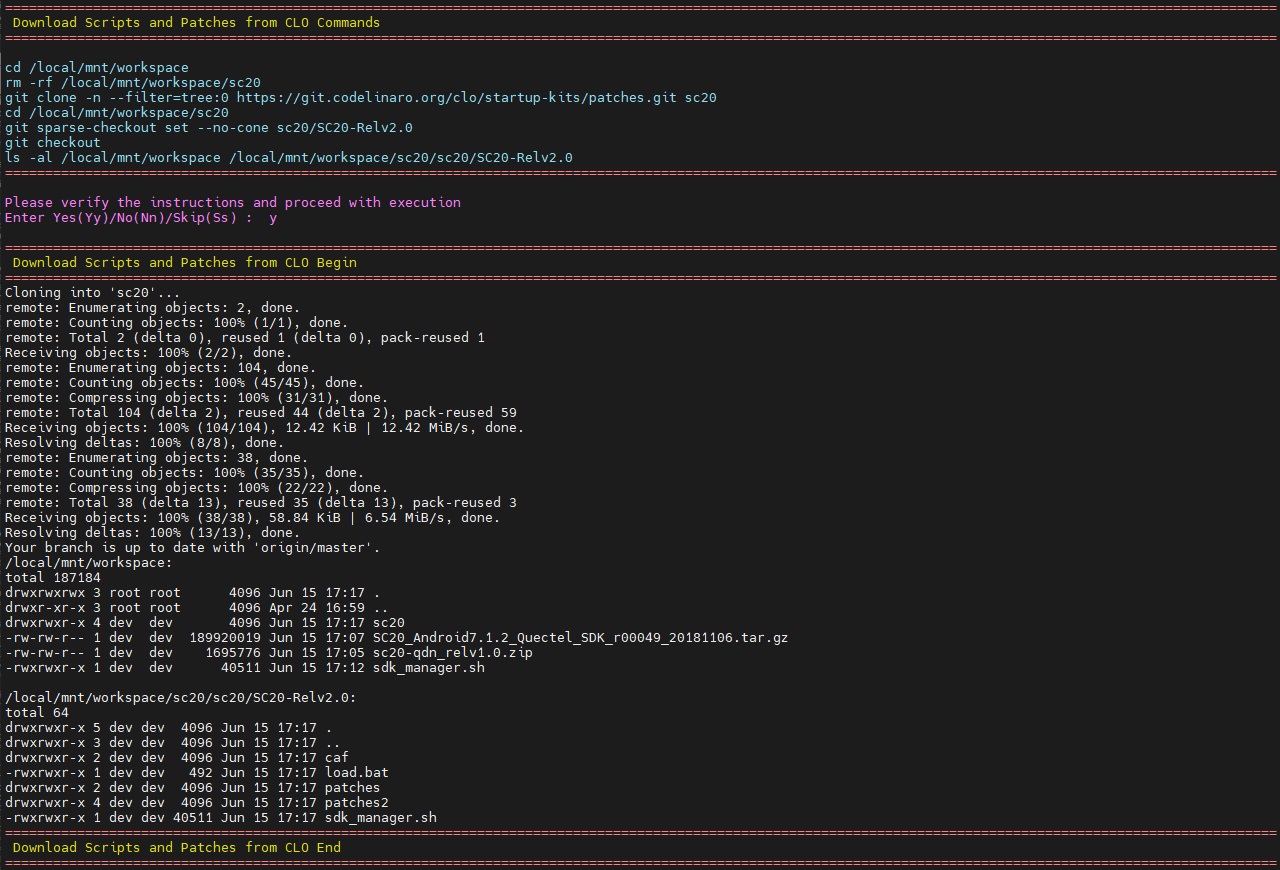 ================================================================================
 Download Scripts and Patches from CLO Commands
================================================================================
cd /local/mnt/workspace
rm -rf /local/mnt/workspace/sc20
git clone -n --filter=tree:0 https://git.codelinaro.org/clo/startup-kits/patches.git sc20
cd /local/mnt/workspace/sc20
git sparse-checkout set --no-cone sc20/SC20-Relv2.0
git checkout
ls -al /local/mnt/workspace /local/mnt/workspace/sc20/sc20/SC20-Relv2.0
================================================================================
Please verify the instructions and proceed with execution
Enter Yes(Yy)/No(Nn)/Skip(Ss) :  y
================================================================================
 Download Scripts and Patches from CLO Begin
================================================================================
Cloning into 'sc20'...
remote: Enumerating objects: 2, done.
remote: Counting objects: 100% (1/1), done.
remote: Total 2 (delta 0), reused 1 (delta 0), pack-reused 1
Receiving objects: 100% (2/2), done.
remote: Enumerating objects: 104, done.
remote: Counting objects: 100% (45/45), done.
remote: Compressing objects: 100% (31/31), done.
remote: Total 104 (delta 2), reused 44 (delta 2), pack-reused 59
Receiving objects: 100% (104/104), 12.42 KiB | 12.42 MiB/s, done.
Resolving deltas: 100% (8/8), done.
remote: Enumerating objects: 38, done.
remote: Counting objects: 100% (35/35), done.
remote: Compressing objects: 100% (22/22), done.
remote: Total 38 (delta 13), reused 35 (delta 13), pack-reused 3
Receiving objects: 100% (38/38), 58.84 KiB | 6.54 MiB/s, done.
Resolving deltas: 100% (13/13), done.
Your branch is up to date with 'origin/master'.
/local/mnt/workspace:
total 187184
drwxrwxrwx 3 root root      4096 Jun 15 17:17 .
drwxr-xr-x 3 root root      4096 Apr 24 16:59 ..
drwxrwxr-x 4 dev  dev       4096 Jun 15 17:17 sc20
-rw-rw-r-- 1 dev  dev  189920019 Jun 15 17:07 SC20_Android7.1.2_Quectel_SDK_r00049_20181106.tar.gz
-rw-rw-r-- 1 dev  dev    1695776 Jun 15 17:05 sc20-qdn_relv1.0.zip
-rwxrwxr-x 1 dev  dev      40511 Jun 15 17:12 sdk_manager.sh
/local/mnt/workspace/sc20/sc20/SC20-Relv2.0:
total 64
drwxrwxr-x 5 dev dev  4096 Jun 15 17:17 .
drwxrwxr-x 3 dev dev  4096 Jun 15 17:17 ..
drwxrwxr-x 2 dev dev  4096 Jun 15 17:17 caf
-rwxrwxr-x 1 dev dev   492 Jun 15 17:17 load.bat
drwxrwxr-x 2 dev dev  4096 Jun 15 17:17 patches
drwxrwxr-x 4 dev dev  4096 Jun 15 17:17 patches2
-rwxrwxr-x 1 dev dev 40511 Jun 15 17:17 sdk_manager.sh
================================================================================
 Download Scripts and Patches from CLO End
================================================================================